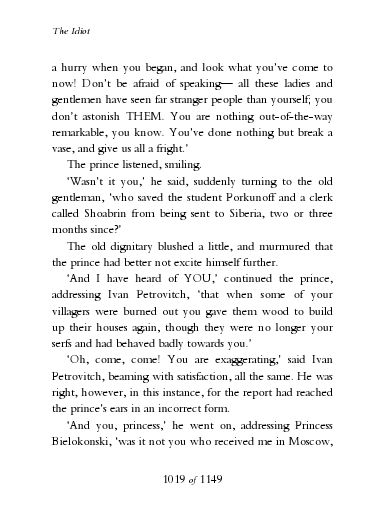 The Idiot
a hurry when you began, and look what you've come to
now! Don't be afraid of speaking— all these ladies and
gentlemen have seen far stranger people than yourself; you
don't astonish THEM. You are nothing out-of-the-way
remarkable, you know. You've done nothing but break a
vase, and give us all a fright.'
The prince listened, smiling.
'Wasn't it you,' he said, suddenly turning to the old
gentleman, 'who saved the student Porkunoff and a clerk
called Shoabrin from being sent to Siberia, two or three
months since?'
The old dignitary blushed a little, and murmured that
the prince had better not excite himself further.
'And I have heard of YOU,' continued the prince,
addressing Ivan Petrovitch, 'that when some of your
villagers were burned out you gave them wood to build
up their houses again, though they were no longer your
serfs and had behaved badly towards you.'
'Oh, come, come! You are exaggerating,' said Ivan
Petrovitch, beaming with satisfaction, all the same. He was
right, however, in this instance, for the report had reached
the prince's ears in an incorrect form.
'And you, princess,' he went on, addressing Princess
Bielokonski, 'was it not you who received me in Moscow,
1019 of 1149